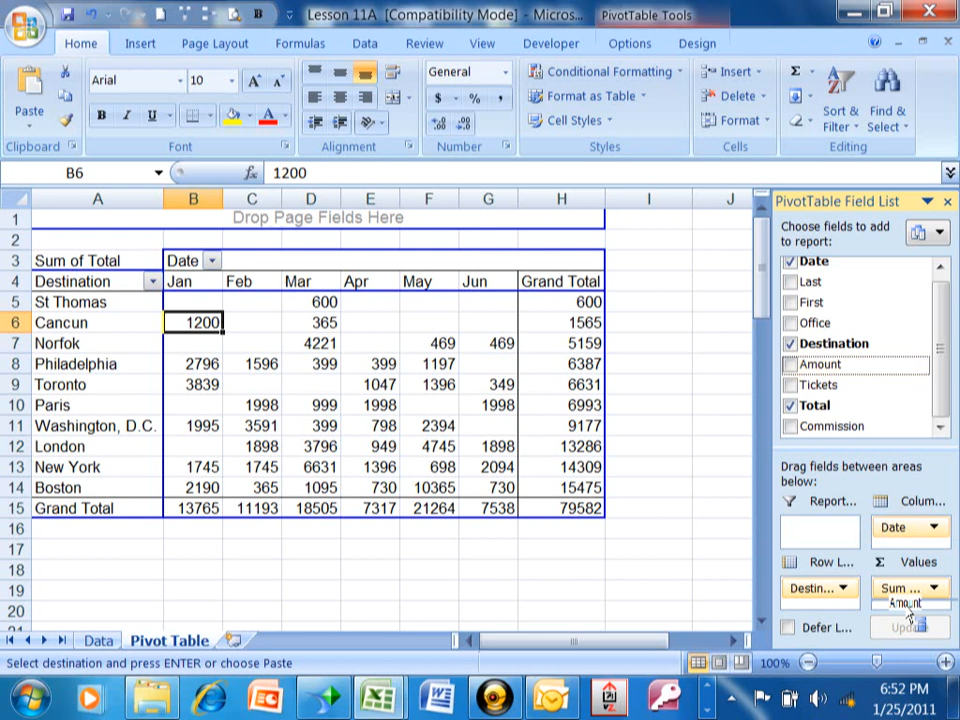 Lesson 11A [Compatibility Mode] - Micros...
PivotTable Tools
Home Insert Page Layout Formulas Data Review View Developer Options Design
Paste
Arial 10
B I U A
General
$ % ,
Conditional Formatting
Format as Table
Cell Styles
Insert
Delete
Format
Σ
Sort & Filter
Find & Select
Clipboard Font Alignment Number Styles Cells Editing
B6 fx 1200
A B C D E F G H I J
1 Drop Page Fields Here
2
3 Sum of Total Date
4 Destination Jan Feb Mar Apr May Jun Grand Total
5 St Thomas 600 600
6 Cancun 1200 365 1565
7 Norfok 4221 469 469 5159
8 Philadelphia 2796 1596 399 399 1197 6387
9 Toronto 3839 1047 1396 349 6631
10 Paris 1998 999 1998 1998 6993
11 Washington, D.C. 1995 3591 399 798 2394 9177
12 London 1898 3796 949 4745 1898 13286
13 New York 1745 1745 6631 1396 698 2094 14309
14 Boston 2190 365 1095 730 10365 730 15475
15 Grand Total 13765 11193 18505 7317 21264 7538 79582
16
17
18
19
20
PivotTable Field List
Choose fields to add
to report:
Date
Last
First
Office
Destination
Amount
Tickets
Total
Commission
Drag fields between areas
below:
Report... Colum...
Date
Row L... Σ Values
Destin... Sum ...
Amount
Defer L...
Data Pivot Table
Select destination and press ENTER or choose Paste
100%
6:52 PM
1/25/2011